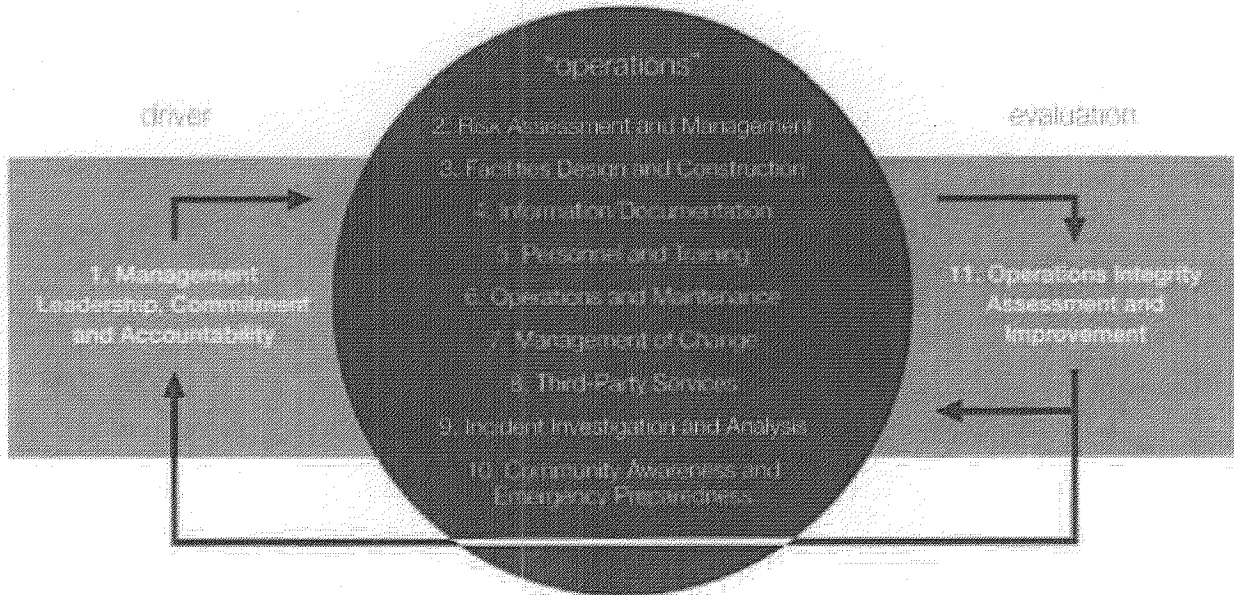 driver
1. Management
Leadership, Commitment
and Accountability
"operations"
2. Risk Assessment and Management
3. Facilities Design and Construction
4. Information Documentation
5. Personnel and Training
6. Operations and Maintenance
7. Management of Change
8. Third-Party Services
9. Incident Investigation and Analysis
10. Community Awareness and
Emergency Preparedness
evaluation
11. Operations Integrity
Assessment and
Improvement